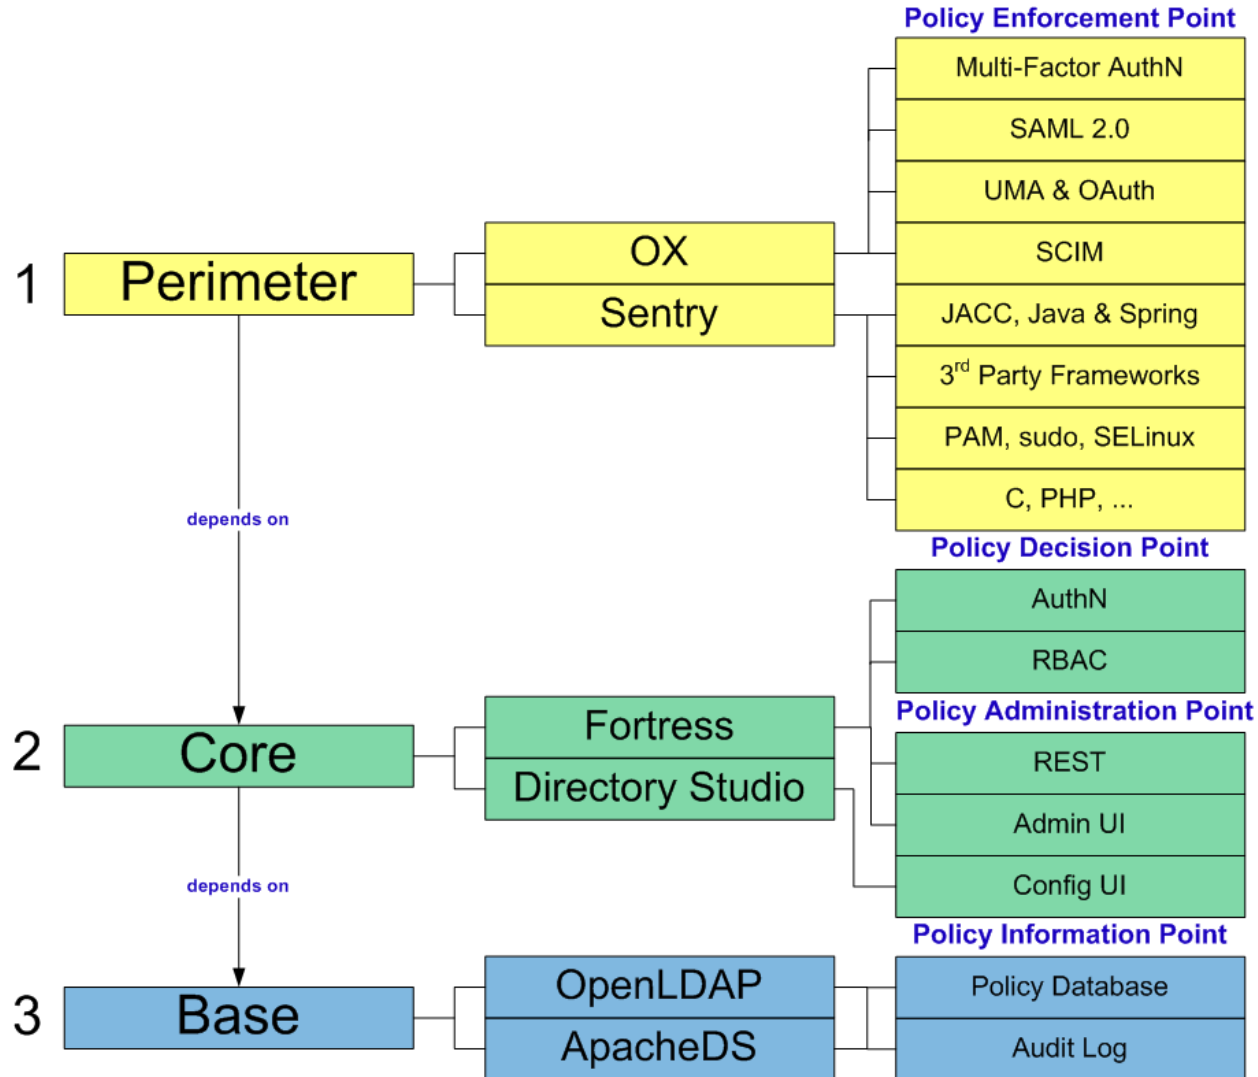 Policy Enforcement Point
Multi-Factor AuthN
SAML 2.0
UMA & OAuth
SCIM
JACC, Java & Spring
3rd Party Frameworks
PAM, sudo, SELinux
C, PHP, ...
1
Perimeter
OX
Sentry
depends on
Policy Decision Point
AuthN
RBAC
Policy Administration Point
REST
Admin UI
Config UI
2
Core
Fortress
Directory Studio
depends on
Policy Information Point
Policy Database
Audit Log
3
Base
OpenLDAP
ApacheDS